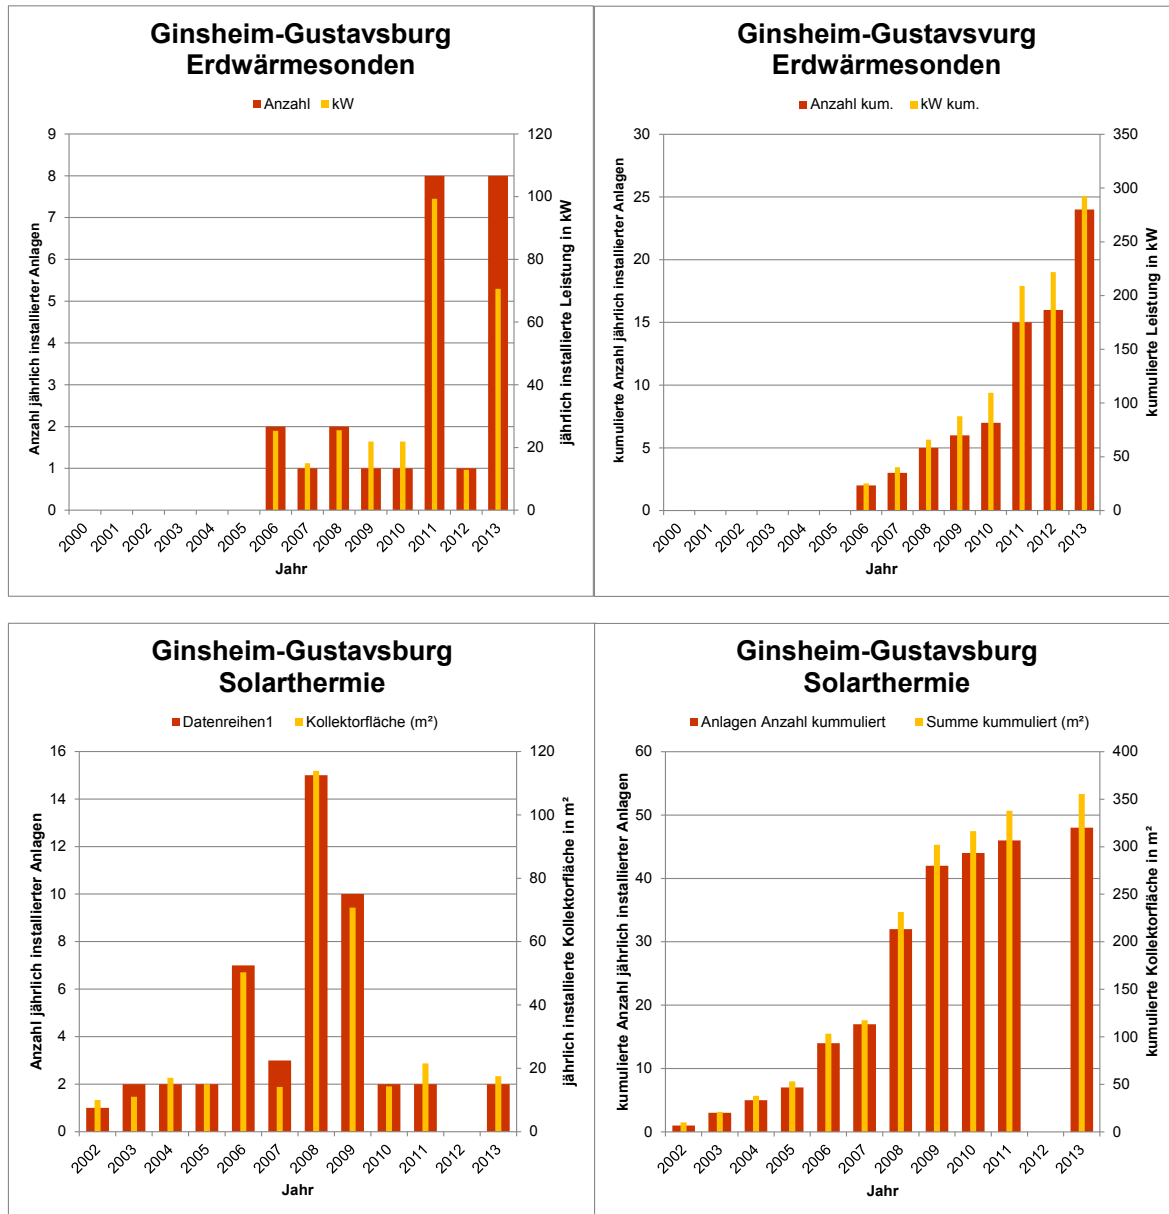 Ginsheim-Gustavsburg
Erdwärmesonden
Anzahl kW
Anzahl jährlich installierter Anlagen
9
8
7
6
5
4
3
2
1
0
120
100
80
60
40
20
0
jährlich installierte Leistung in kW
2000 2001 2002 2003 2004 2005 2006 2007 2008 2009 2010 2011 2012 2013
Jahr
Ginsheim-Gustavsvurg
Erdwärmesonden
Anzahl kum. kW kum.
kumulierte Anzahl jährlich installierter Anlagen
30
25
20
15
10
5
0
350
300
250
200
150
100
50
0
kumulierte Leistung in kW
2000 2001 2002 2003 2004 2005 2006 2007 2008 2009 2010 2011 2012 2013
Jahr
Ginsheim-Gustavsburg
Solarthermie
Datenreihen1 Kollektorfläche (m²)
Anzahl jährlich installierter Anlagen
16
14
12
10
8
6
4
2
0
120
100
80
60
40
20
0
jährlich installierte Kollektorfläche in m²
2002 2003 2004 2005 2006 2007 2008 2009 2010 2011 2012 2013
Jahr
Ginsheim-Gustavsburg
Solarthermie
Anlagen Anzahl kummuliert Summe kummuliert (m²)
kumulierte Anzahl jährlich installierter Anlagen
60
50
40
30
20
10
0
400
350
300
250
200
150
100
50
0
kumulierte Kollektorfläche in m²
2002 2003 2004 2005 2006 2007 2008 2009 2010 2011 2012 2013
Jahr